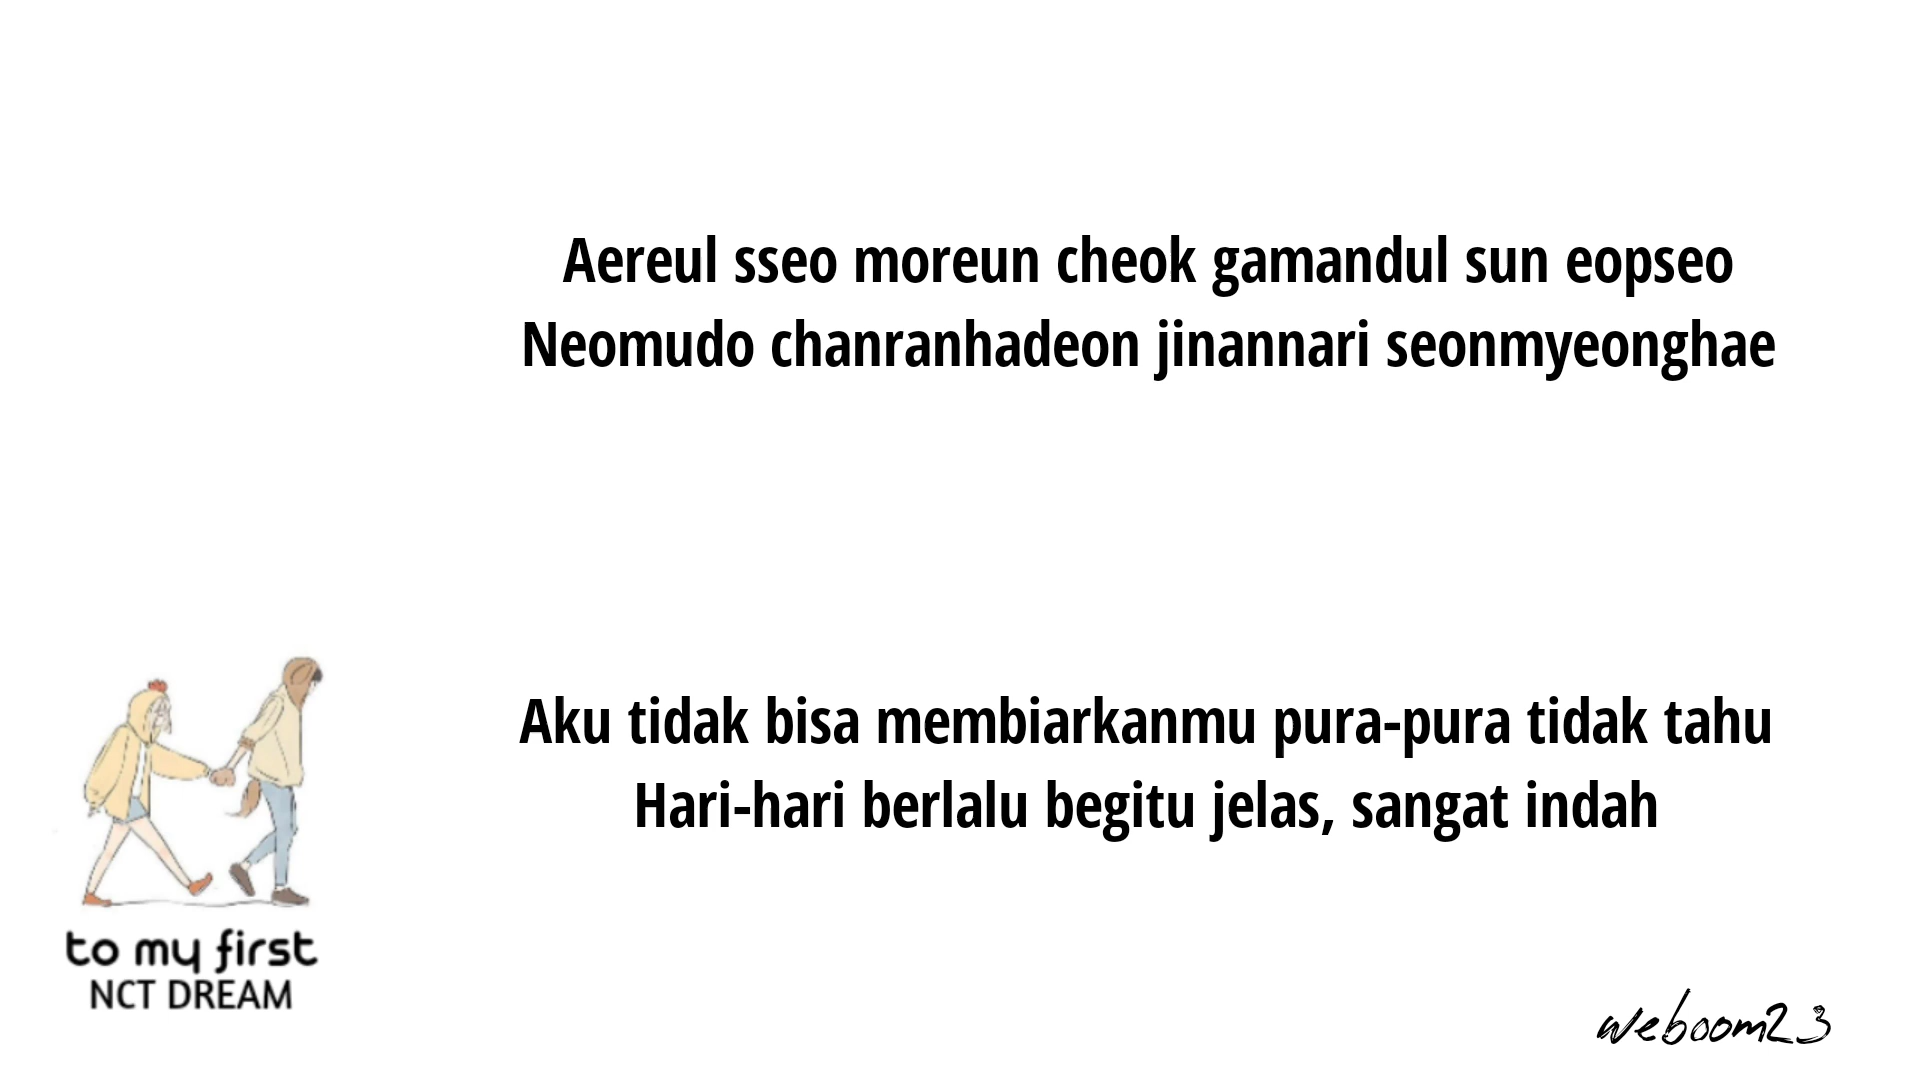 Aereul sseo moreun cheok gamandul sun eopseo
Neomudo chanranhadeon jinannari seonmyeonghae
Aku tidak bisa membiarkanmu pura-pura tidak tahu
Hari-hari berlalu begitu jelas, sangat indah
to my first
NCT DREAM
weboom23